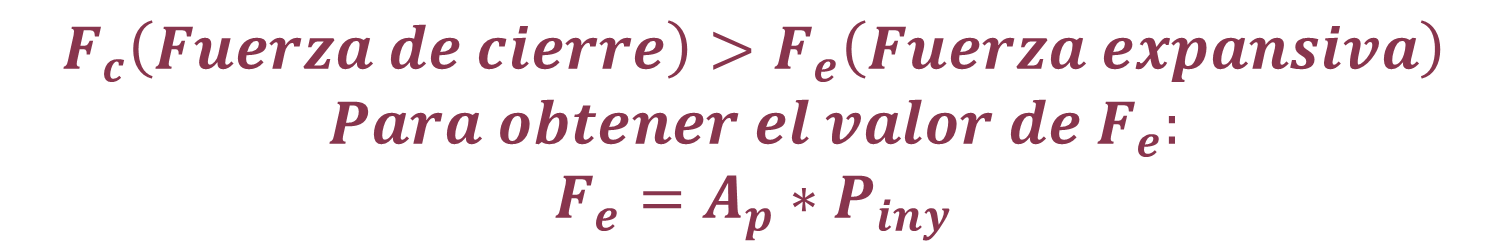 F_c(Fuerza de cierre) > F_e(Fuerza expansiva)
Para obtener el valor de F_e:
F_e = A_p * P_iny